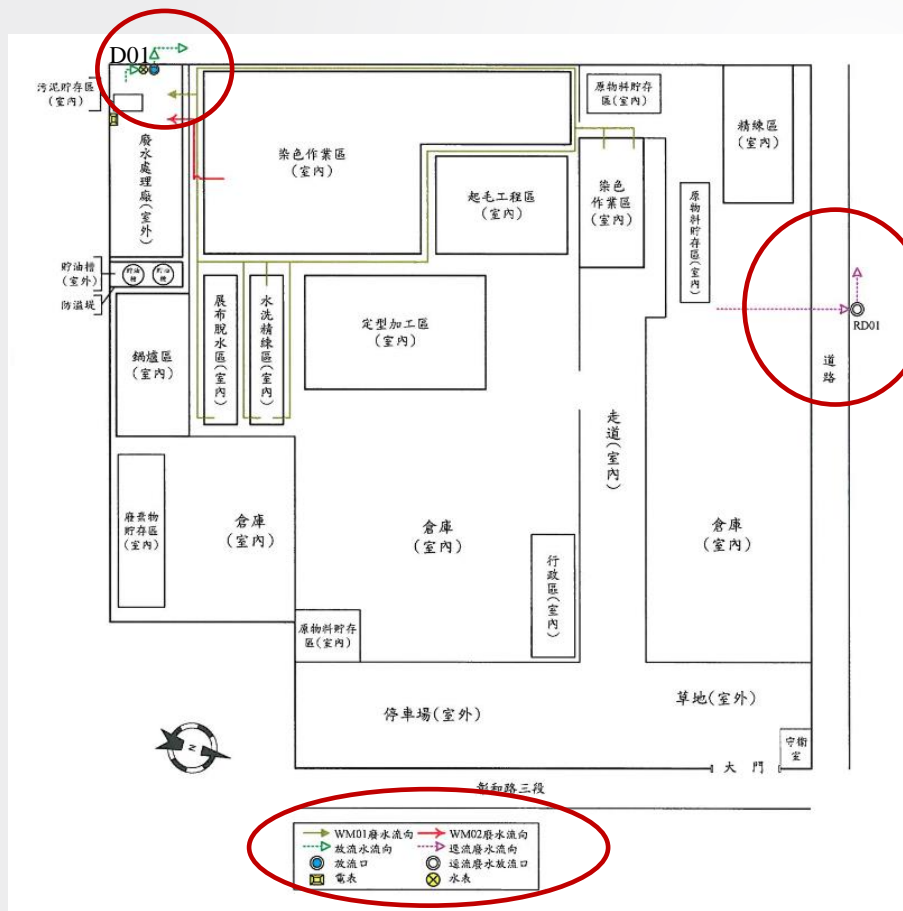 D01
污泥貯存區
(室內)
廢水處理廠(室外)
染色作業區
(室內)
原物料貯存
區(室內)
精練區
(室內)
起毛工程區
(室內)
染色
作業區
(室內)
原物料貯存區(室內)
貯油槽
(室外)
貯油槽
貯油槽
防溢堤
鍋爐區
(室內)
展布脫水區(室內)
水洗精練區(室內)
定型加工區
(室內)
RD01
道路
走道(室內)
廢棄物
貯存區
(室內)
倉庫
(室內)
倉庫
(室內)
倉庫
(室內)
行政區(室內)
原物料貯存
區(室內)
停車場(室外)
草地(室外)
守衛室
N
大門
彰和路三段
WM01廢水流向
WM02廢水流向
放流水流向
逕流廢水流向
放流口
逕流廢水放流口
電表
水表